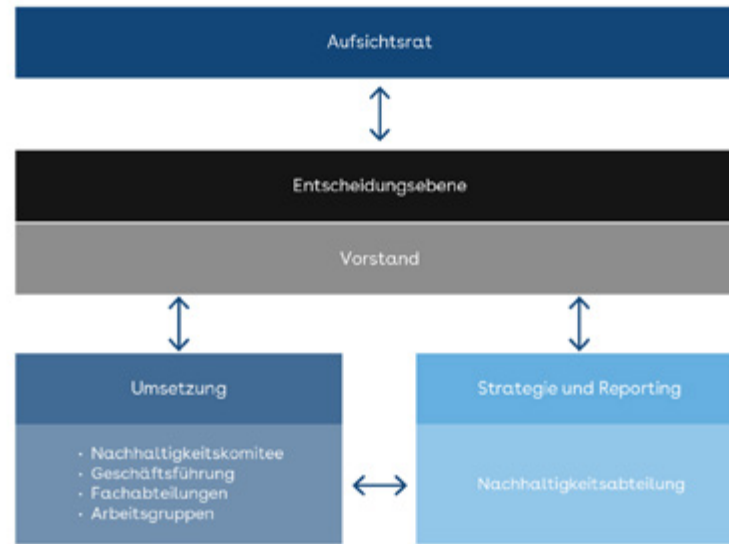 Aufsichtsrat
Entscheidungsebene
Vorstand
Umsetzung
· Nachhaltigkeitskomitee
· Geschäftsführung
· Fachabteilungen
· Arbeitsgruppen
Strategie und Reporting
Nachhaltigkeitsabteilung